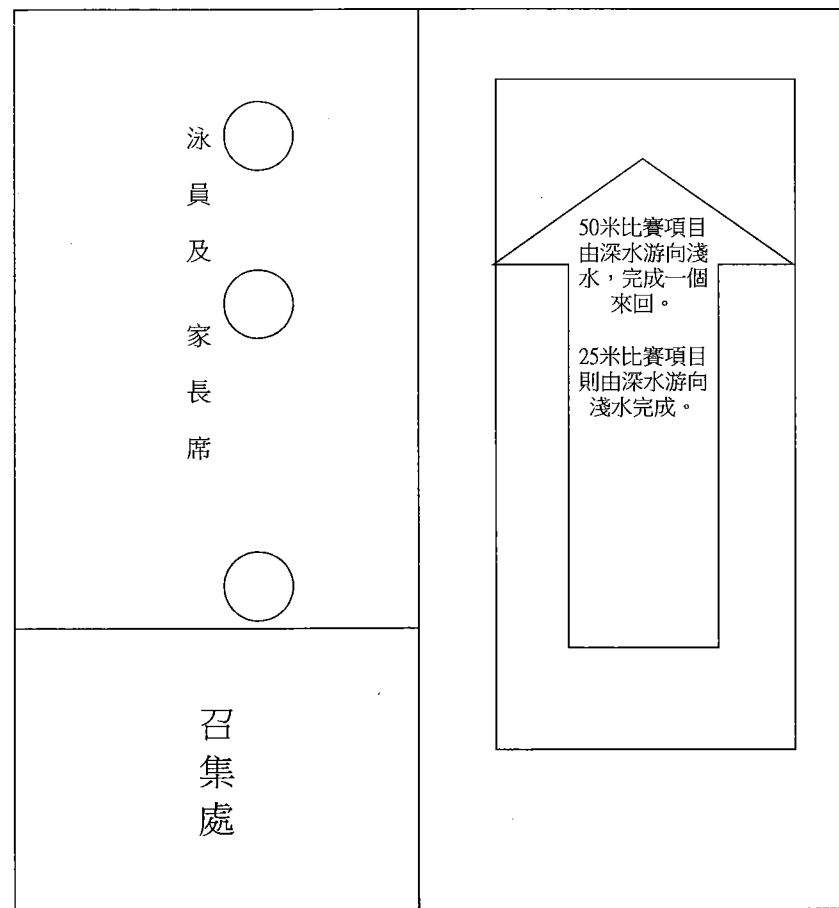 泳員及家長席
召集處
50米比賽項目
由深水游向淺
水，完成一個
來回。
25米比賽項目
則由深水游向
淺水完成。